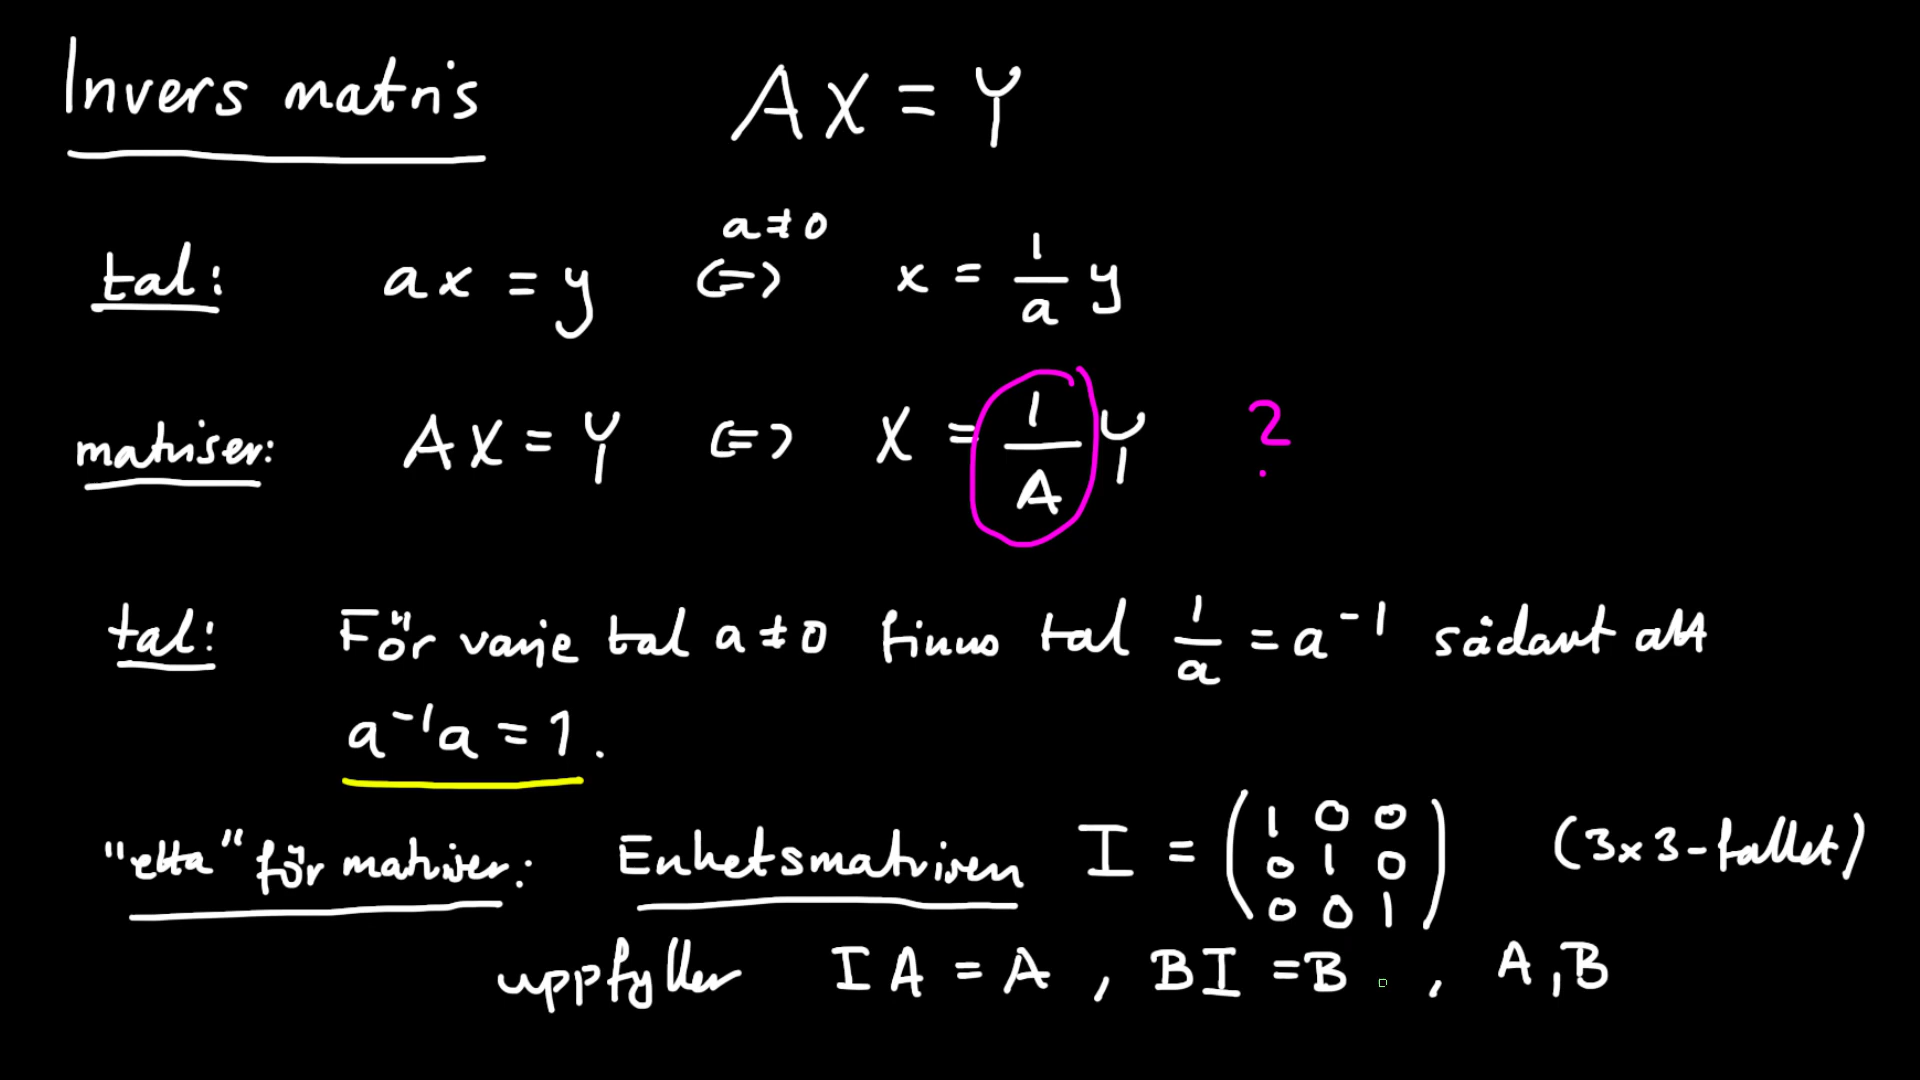 Invers matris AX = Y
tal: ax = y a≠0 <=> x = 1/a y
matriser: AX = Y <=> X = 1/A Y ?
tal: För varje tal a≠0 finns tal 1/a = a⁻¹ sådant att
a⁻¹a = 1.
"etta" för matriser: Enhetsmatrisen I = (1 0 0 (3x3-fallet)
0 1 0
0 0 1)
uppfyller IA = A , BI = B , A,B